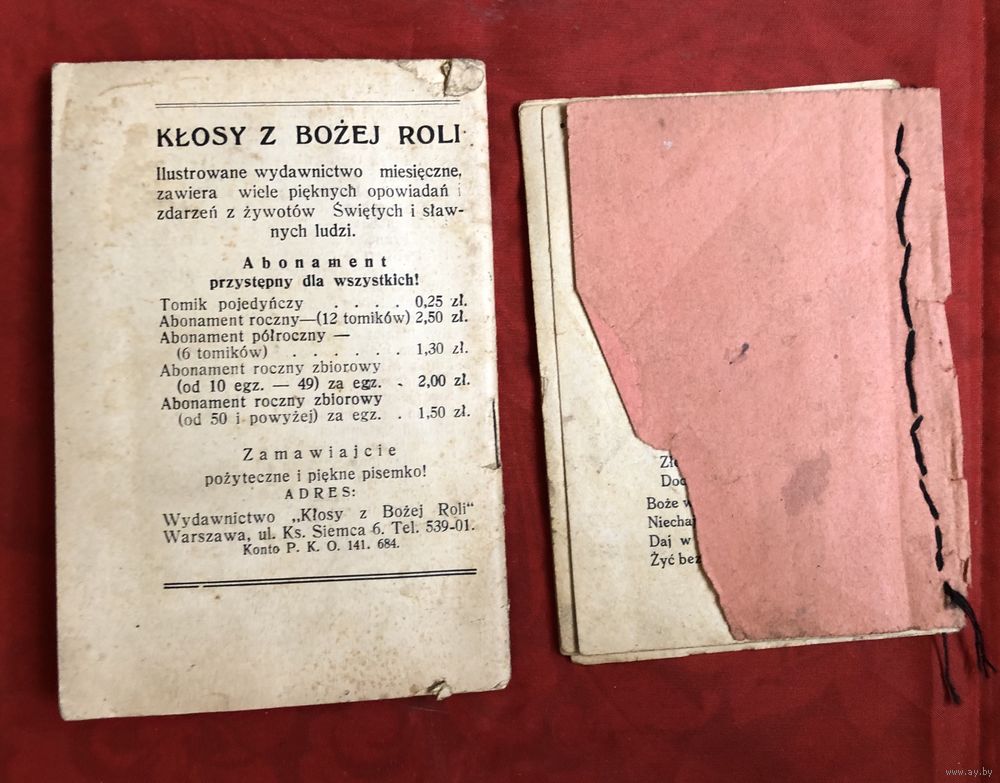 KŁOSY Z BOŻEJ ROLI
Ilustrowane wydawnictwo miesięczne,
zawiera wiele pięknych opowiadań i
zdarzeń z żywotów Świętych i sław-
nych ludzi.
Abonament
przystępny dla wszystkich!
Tomik pojedyńczy . . . . 0,25 zł.
Abonament roczny—(12 tomików) 2,50 zł.
Abonament półroczny —
(6 tomików) . . . . . . 1,30 zł.
Abonament roczny zbiorowy
(od 10 egz. — 49) za egz. . 2,00 zł.
Abonament roczny zbiorowy
(od 50 i powyżej) za egz. . 1,50 zł.
Zamawiajcie
pożyteczne i piękne pisemko!
ADRES:
Wydawnictwo „Kłosy z Bożej Roli"
Warszawa, ul. Ks. Siemca 6. Tel. 539-01.
Konto P. K. O. 141. 684.
Boże w
Niechaj
Daj w
Żyć bez
www.ay.by